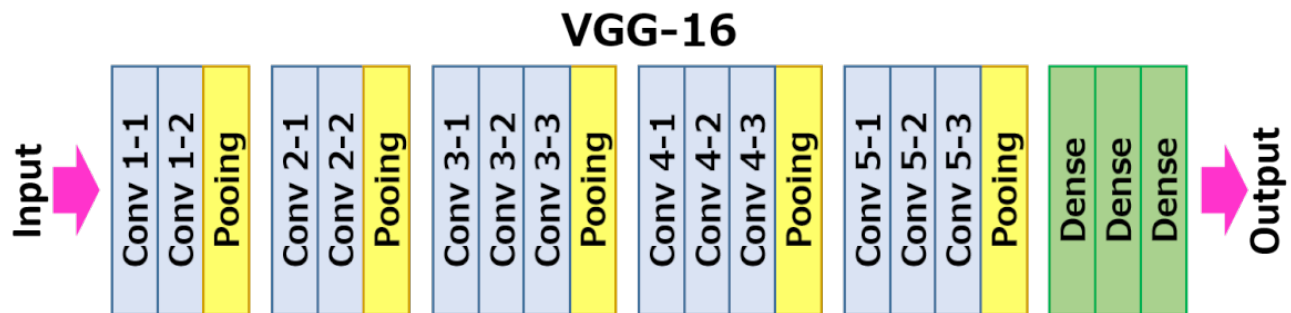 VGG-16
Input
Conv 1-1
Conv 1-2
Pooing
Conv 2-1
Conv 2-2
Pooing
Conv 3-1
Conv 3-2
Conv 3-3
Pooing
Conv 4-1
Conv 4-2
Conv 4-3
Pooing
Conv 5-1
Conv 5-2
Conv 5-3
Pooing
Dense
Dense
Dense
Output